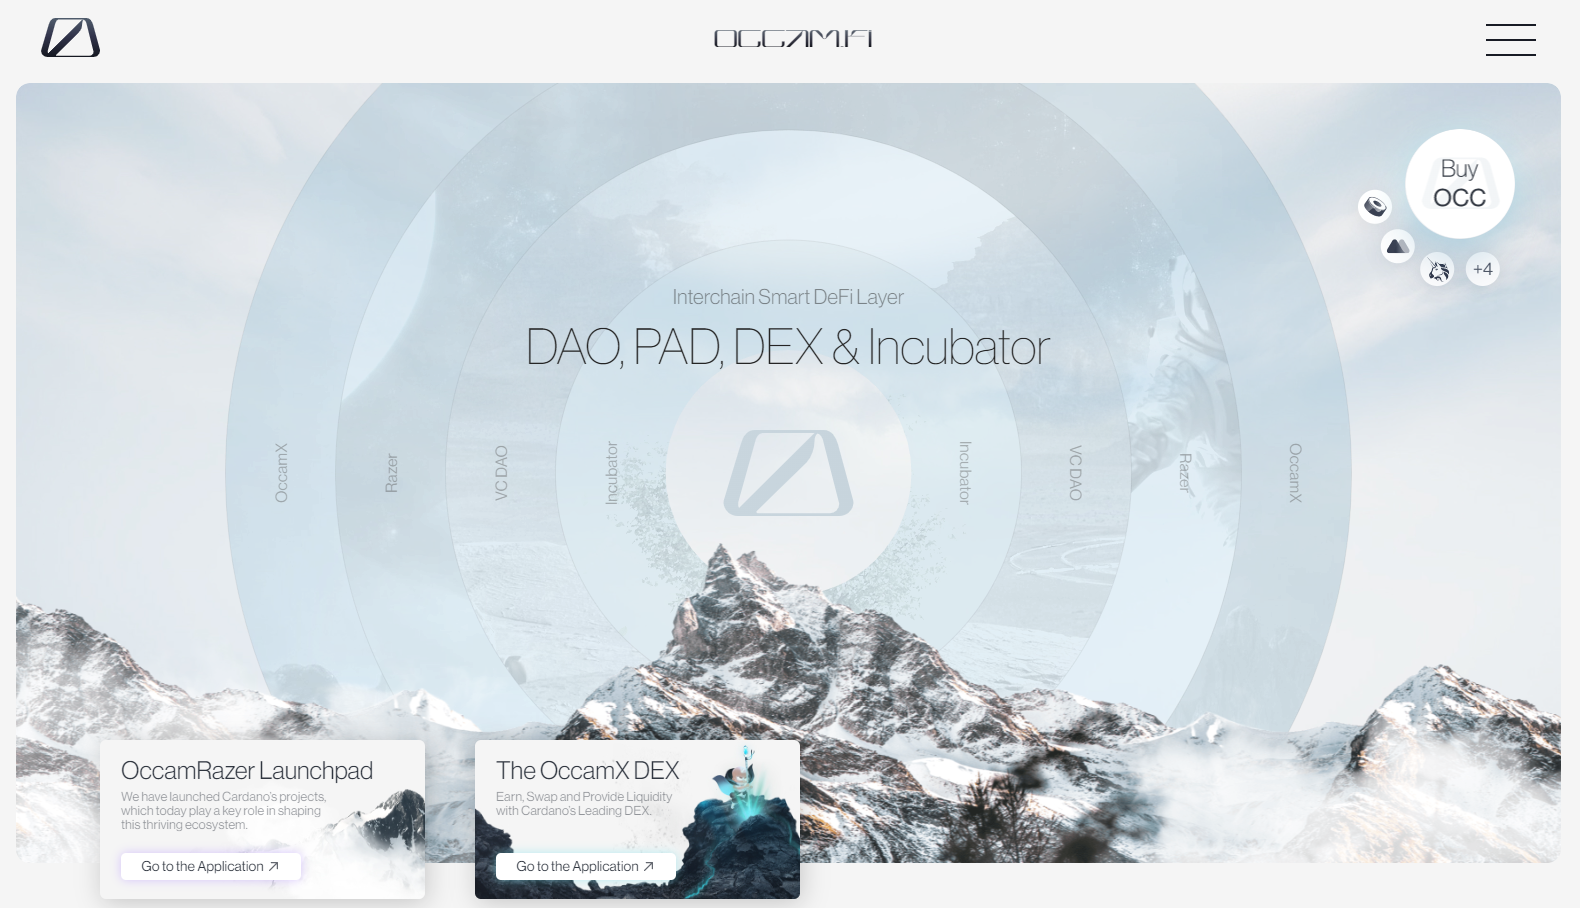 OCCAM.FI
Buy
OCC
+4
Interchain Smart DeFi Layer
DAO, PAD, DEX & Incubator
OccamX
Razer
VC DAO
Incubator
Incubator
VC DAO
Razer
OccamX
OccamRazer Launchpad
We have launched Cardano's projects,
which today play a key role in shaping
this thriving ecosystem.
Go to the Application
The OccamX DEX
Earn, Swap and Provide Liquidity
with Cardano's Leading DEX.
Go to the Application